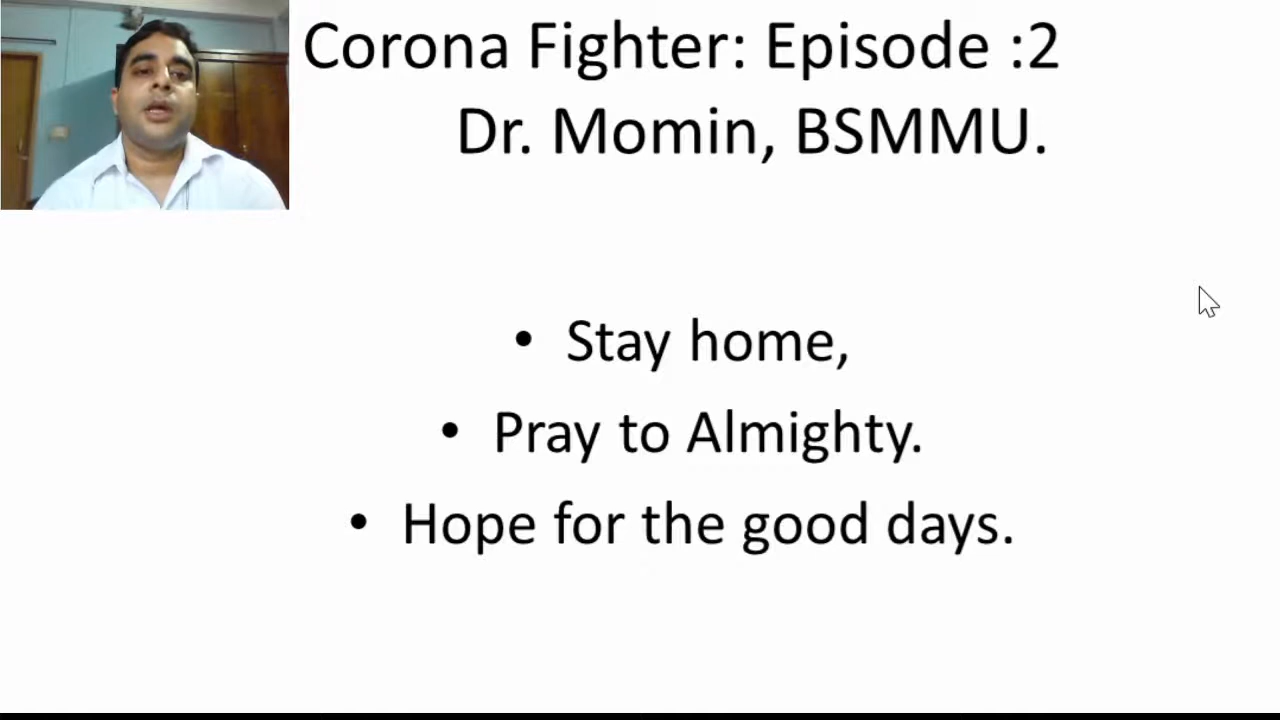 Corona Fighter: Episode :2
Dr. Momin, BSMMU.
• Stay home,
• Pray to Almighty.
• Hope for the good days.